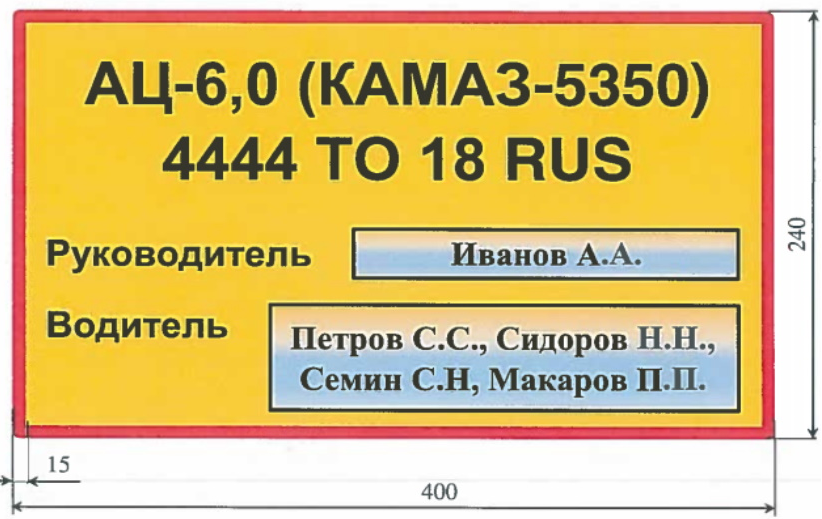 АЦ-6,0 (КАМАЗ-5350)
4444 ТО 18 RUS
Руководитель
Иванов А.А.
Водитель
Петров С.С., Сидоров Н.Н.,
Семин С.Н, Макаров П.П.
240
15
400